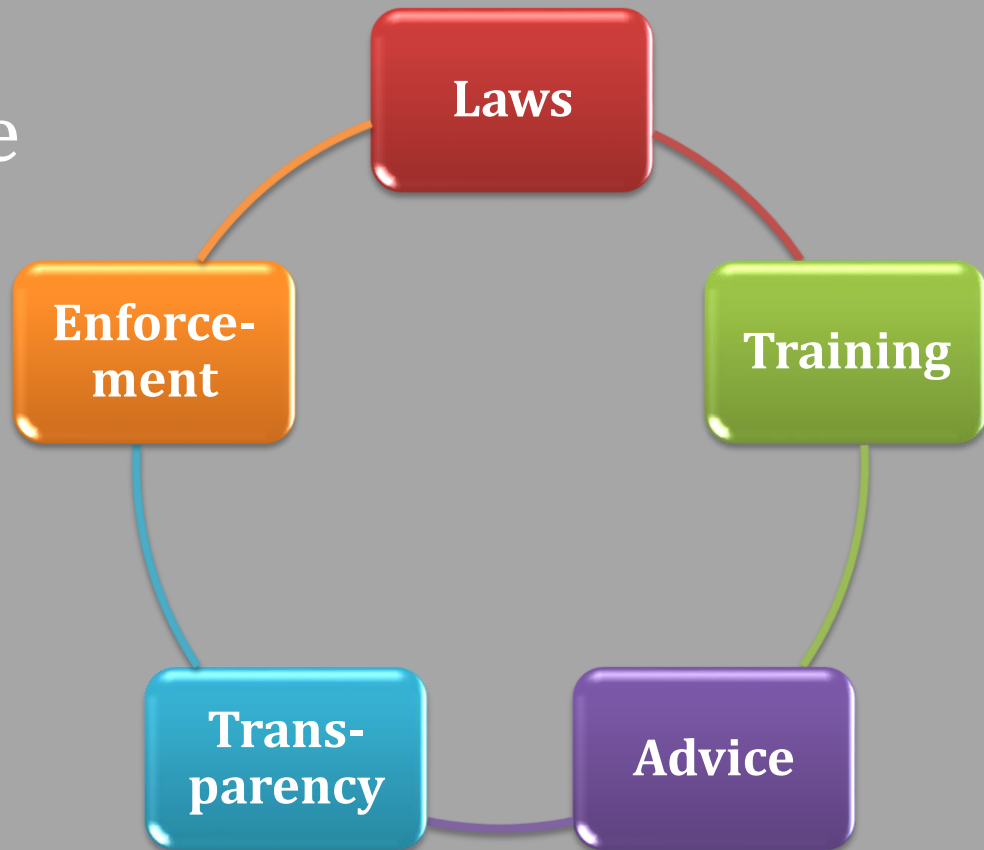 Laws
Enforce-
ment
Training
Trans-
parency
Advice